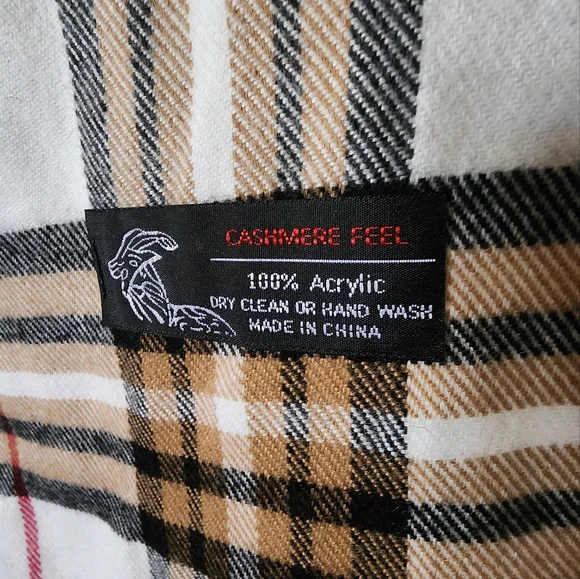 CASHMERE FEEL
100% Acrylic
DRY CLEAN OR HAND WASH
MADE IN CHINA